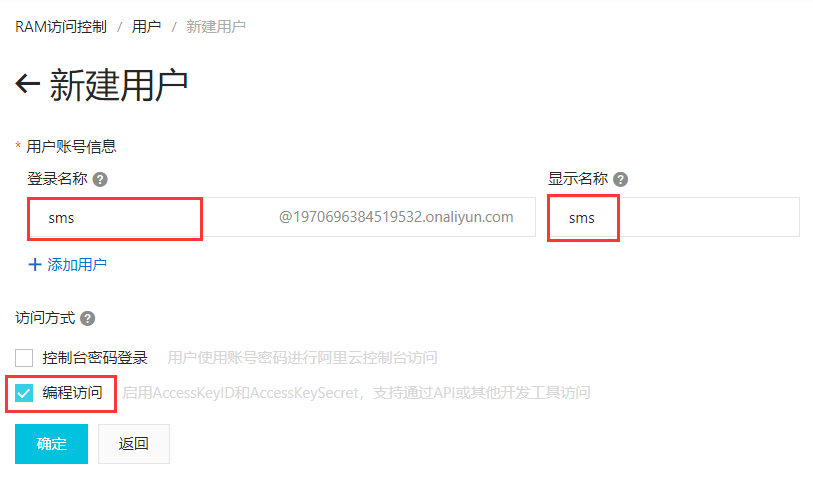 RAM访问控制 / 用户 / 新建用户
← 新建用户
* 用户账号信息
登录名称 ? 显示名称 ?
sms @1970696384519532.onaliyun.com sms
+ 添加用户
访问方式 ?
控制台密码登录 用户使用账号密码进行阿里云控制台访问
编程访问 启用AccessKeyID和AccessKeySecret，支持通过API或其他开发工具访问
确定 返回